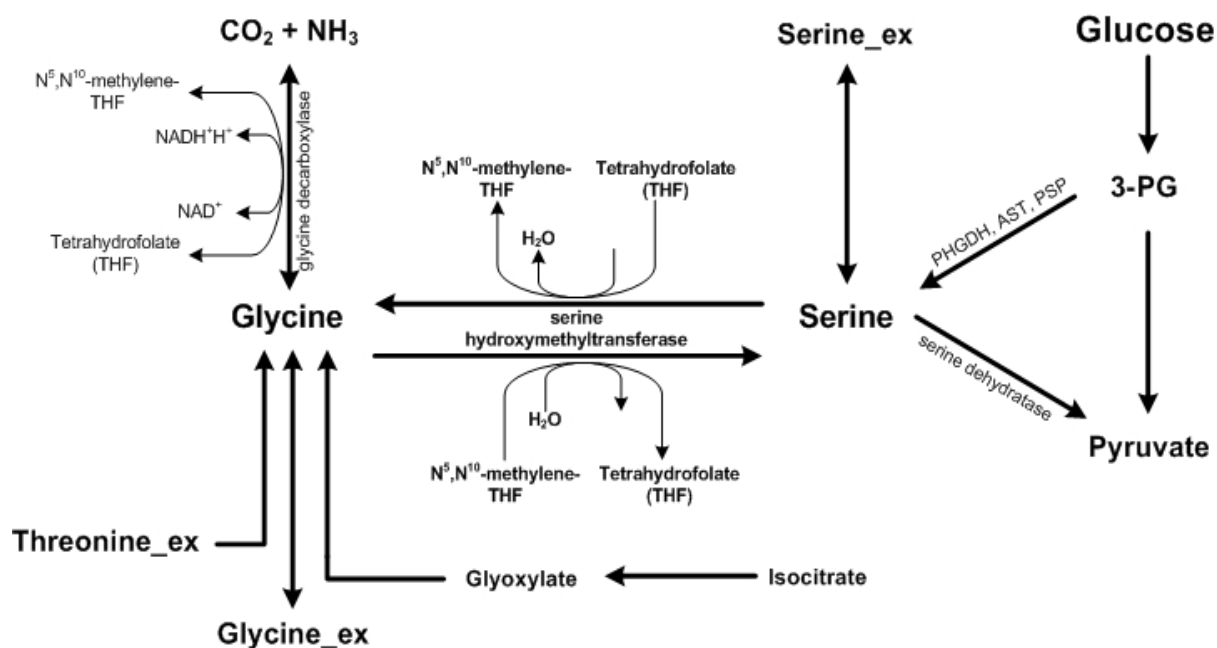 CO₂ + NH₃
Serine_ex
Glucose
N⁵,N¹⁰-methylene-
THF
NADH⁺H⁺
NAD⁺
Tetrahydrofolate
(THF)
glycine decarboxylase
N⁵,N¹⁰-methylene-
THF
Tetrahydrofolate
(THF)
H₂O
3-PG
PHGDH, AST, PSP
Glycine
serine
hydroxymethyltransferase
Serine
serine dehydratase
H₂O
Pyruvate
N⁵,N¹⁰-methylene-
THF
Tetrahydrofolate
(THF)
Threonine_ex
Glyoxylate
Isocitrate
Glycine_ex